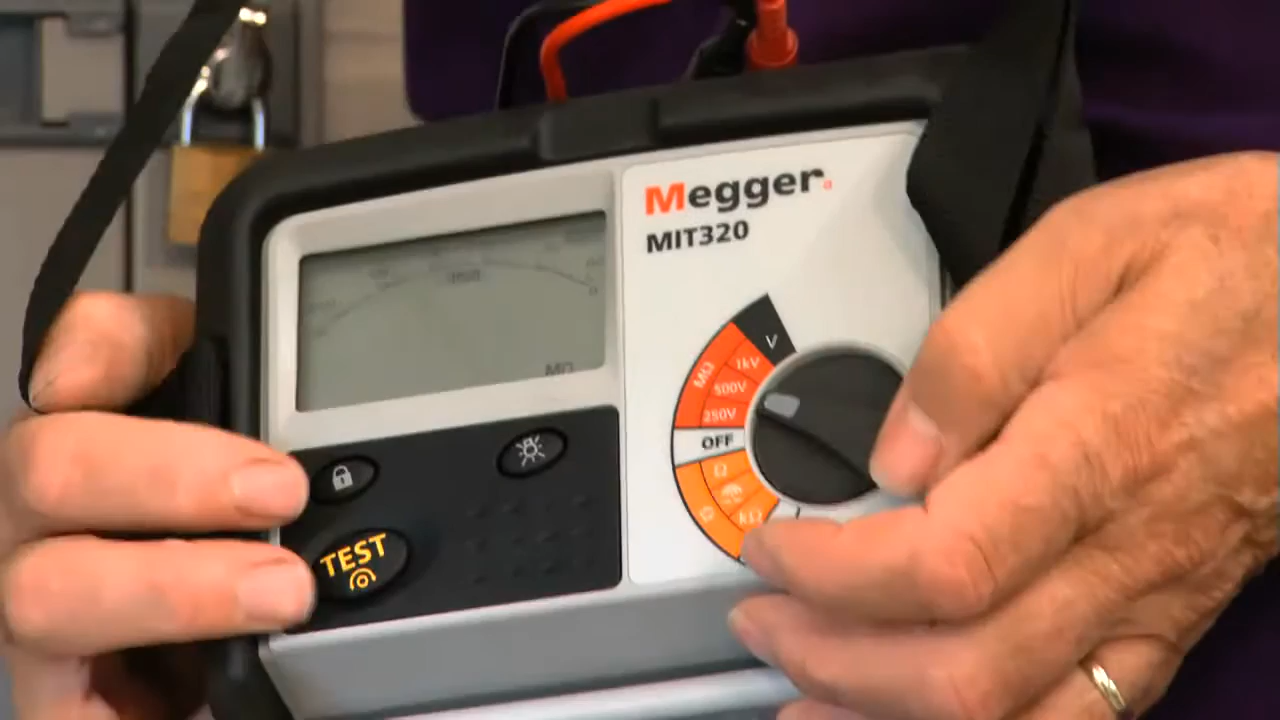 Megger
MIT320
V
MΩ
1kV
500V
250V
OFF
Ω
Ω
kΩ
MΩ
TEST